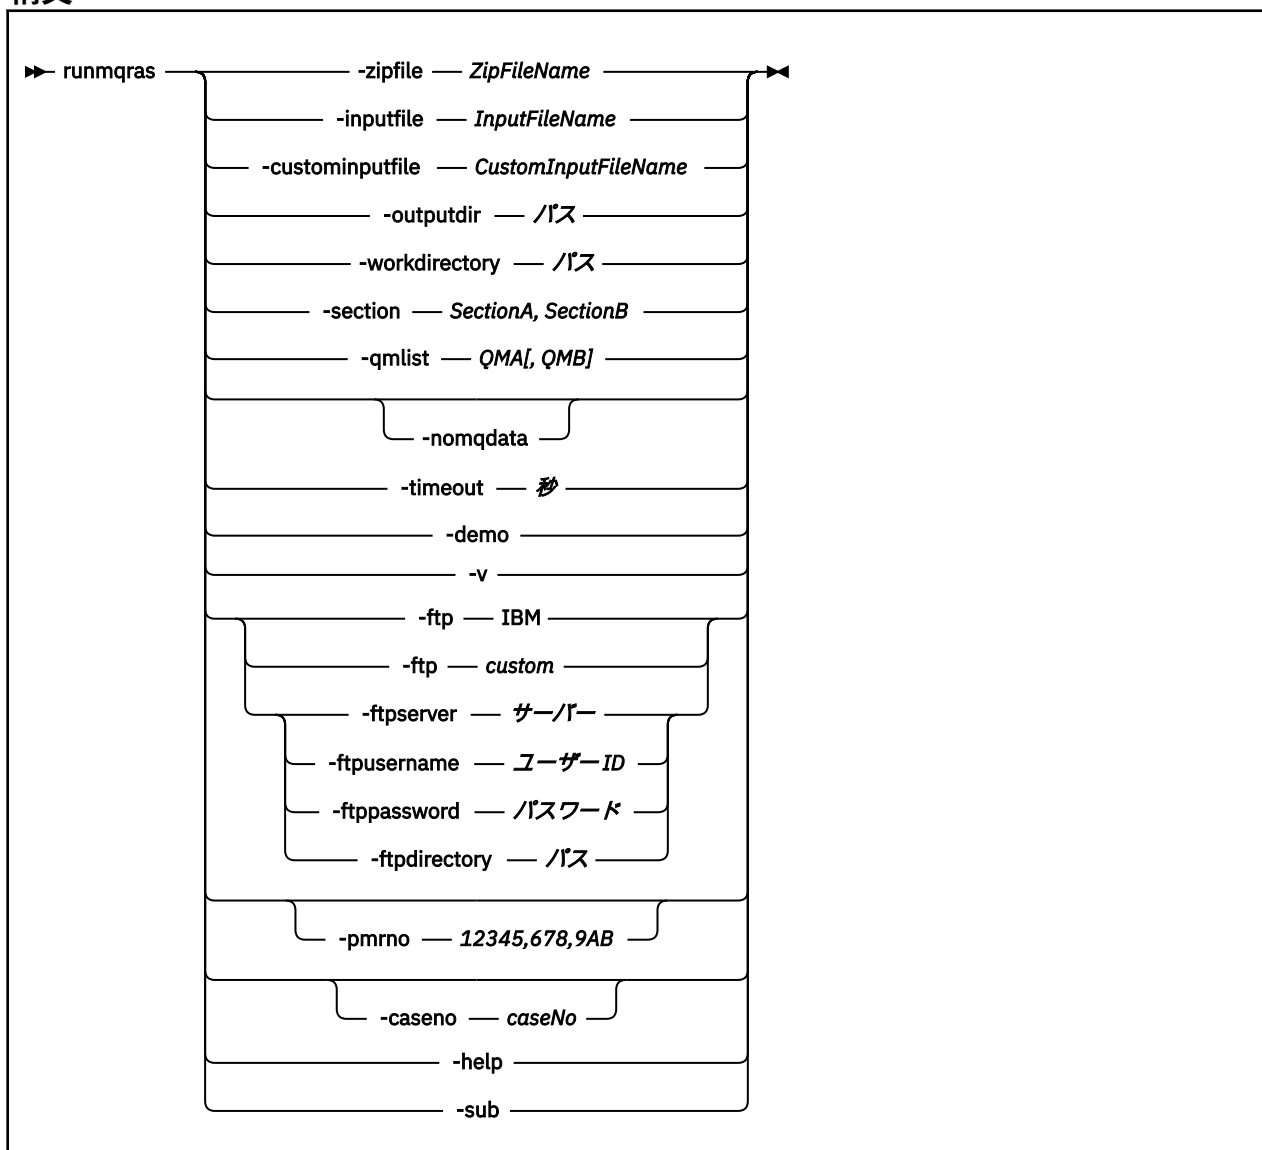 構文
runmqras -zipfile ZipFileName
-inputfile InputFileName
-custominputfile CustomInputFileName
-outputdir パス
-workdirectory パス
-section SectionA, SectionB
-qmlist QMA[, QMB]
-nomqdata
-timeout 秒
-demo
-v
-ftp IBM
-ftp custom
-ftpserver サーバー
-ftpusername ユーザーID
-ftppassword パスワード
-ftpdirectory パス
-pmrno 12345,678,9AB
-caseno caseNo
-help
-sub